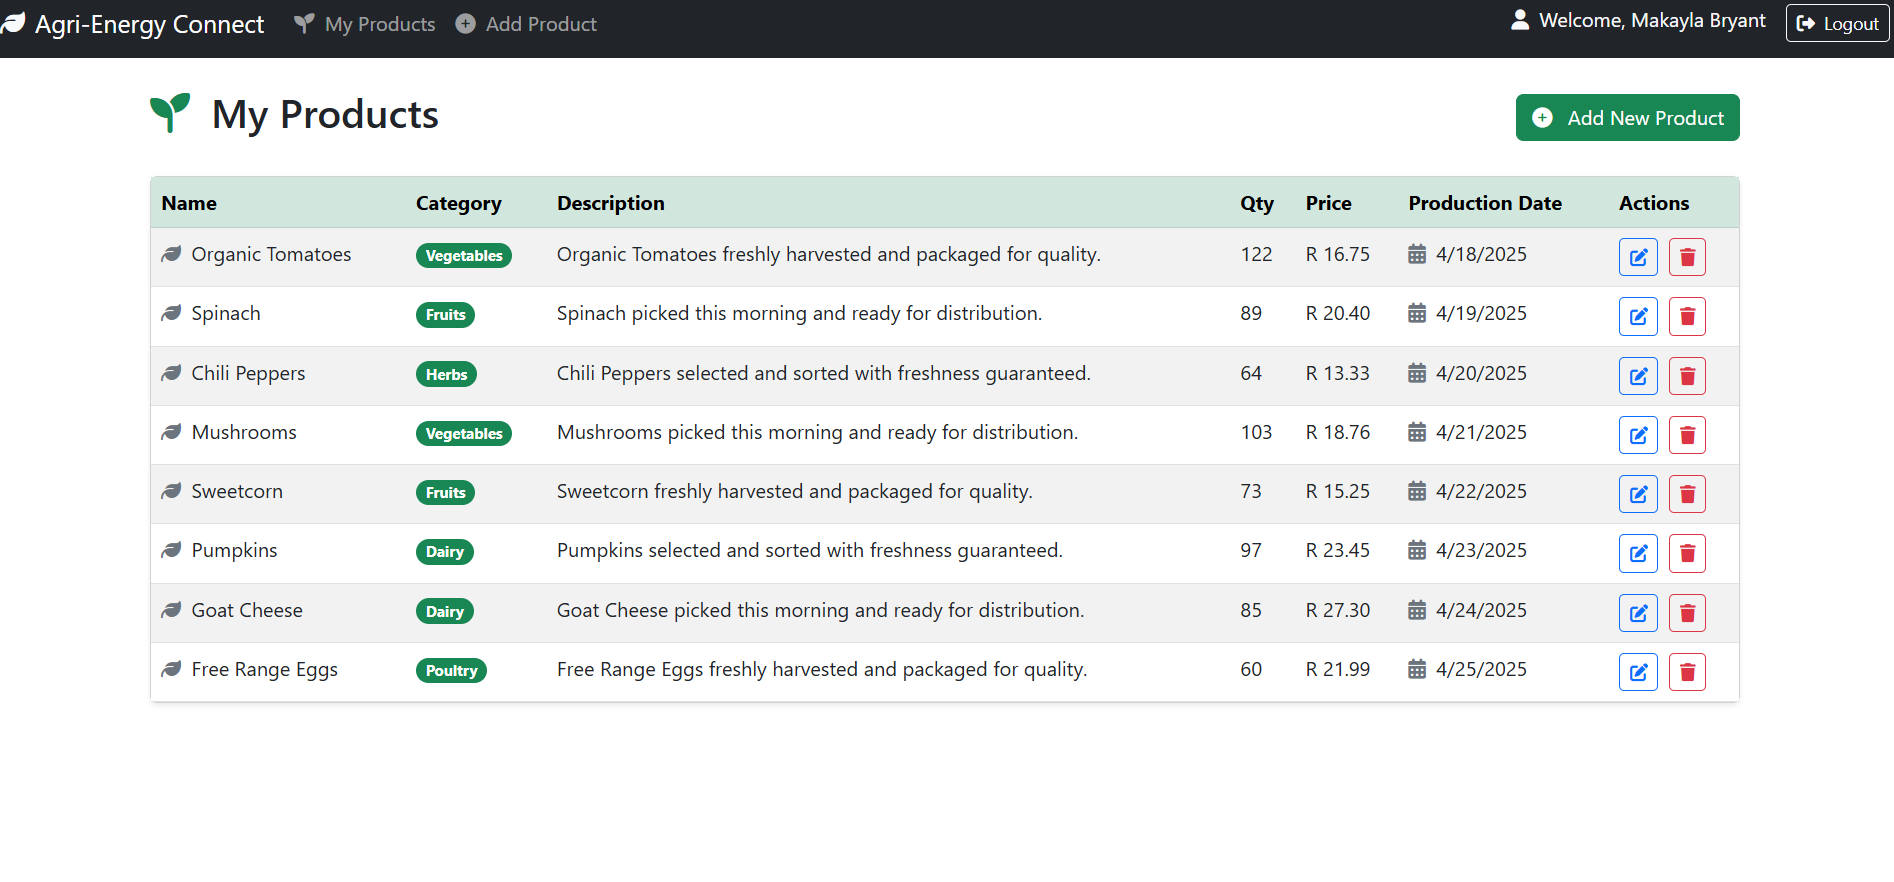 Agri-Energy Connect My Products Add Product Welcome, Makayla Bryant Logout
My Products Add New Product
Name Category Description Qty Price Production Date Actions
Organic Tomatoes Vegetables Organic Tomatoes freshly harvested and packaged for quality. 122 R 16.75 4/18/2025
Spinach Fruits Spinach picked this morning and ready for distribution. 89 R 20.40 4/19/2025
Chili Peppers Herbs Chili Peppers selected and sorted with freshness guaranteed. 64 R 13.33 4/20/2025
Mushrooms Vegetables Mushrooms picked this morning and ready for distribution. 103 R 18.76 4/21/2025
Sweetcorn Fruits Sweetcorn freshly harvested and packaged for quality. 73 R 15.25 4/22/2025
Pumpkins Dairy Pumpkins selected and sorted with freshness guaranteed. 97 R 23.45 4/23/2025
Goat Cheese Dairy Goat Cheese picked this morning and ready for distribution. 85 R 27.30 4/24/2025
Free Range Eggs Poultry Free Range Eggs freshly harvested and packaged for quality. 60 R 21.99 4/25/2025